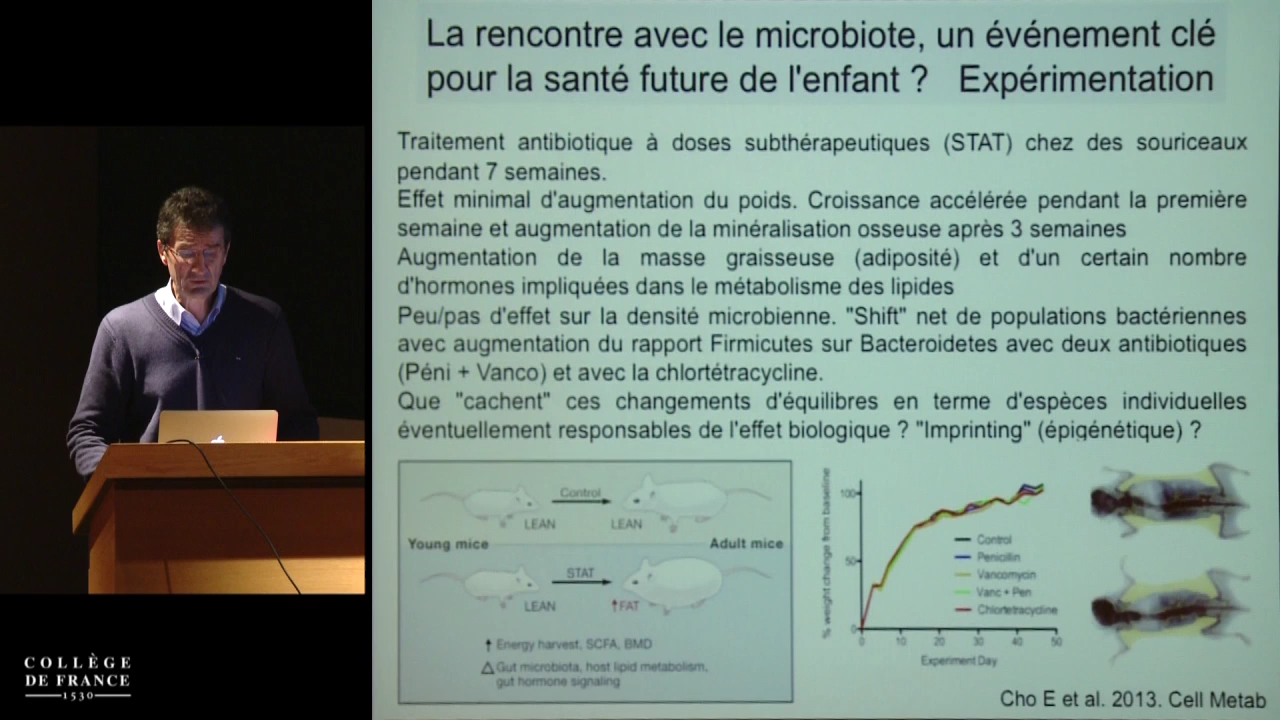 La rencontre avec le microbiote, un événement clé
pour la santé future de l'enfant ? Expérimentation
Traitement antibiotique à doses subthérapeutiques (STAT) chez des souriceaux
pendant 7 semaines.
Effet minimal d'augmentation du poids. Croissance accélérée pendant la première
semaine et augmentation de la minéralisation osseuse après 3 semaines
Augmentation de la masse graisseuse (adiposité) et d'un certain nombre
d'hormones impliquées dans le métabolisme des lipides
Peu/pas d'effet sur la densité microbienne. "Shift" net de populations bactériennes
avec augmentation du rapport Firmicutes sur Bacteroidetes avec deux antibiotiques
(Péni + Vanco) et avec la chlortétracycline.
Que "cachent" ces changements d'équilibres en terme d'espèces individuelles
éventuellement responsables de l'effet biologique ? "Imprinting" (épigénétique) ?
Control
LEAN
LEAN
Young mice
Adult mice
STAT
LEAN
↑FAT
↑ Energy harvest, SCFA, BMD
△ Gut microbiota, host lipid metabolism,
gut hormone signaling
% weight change from baseline
100
50
0
0 10 20 30 40 50
Experiment Day
Control
Penicillin
Vancomycin
Vanc + Pen
Chlortetracycline
Cho E et al. 2013. Cell Metab
COLLÈGE
DE FRANCE
1530